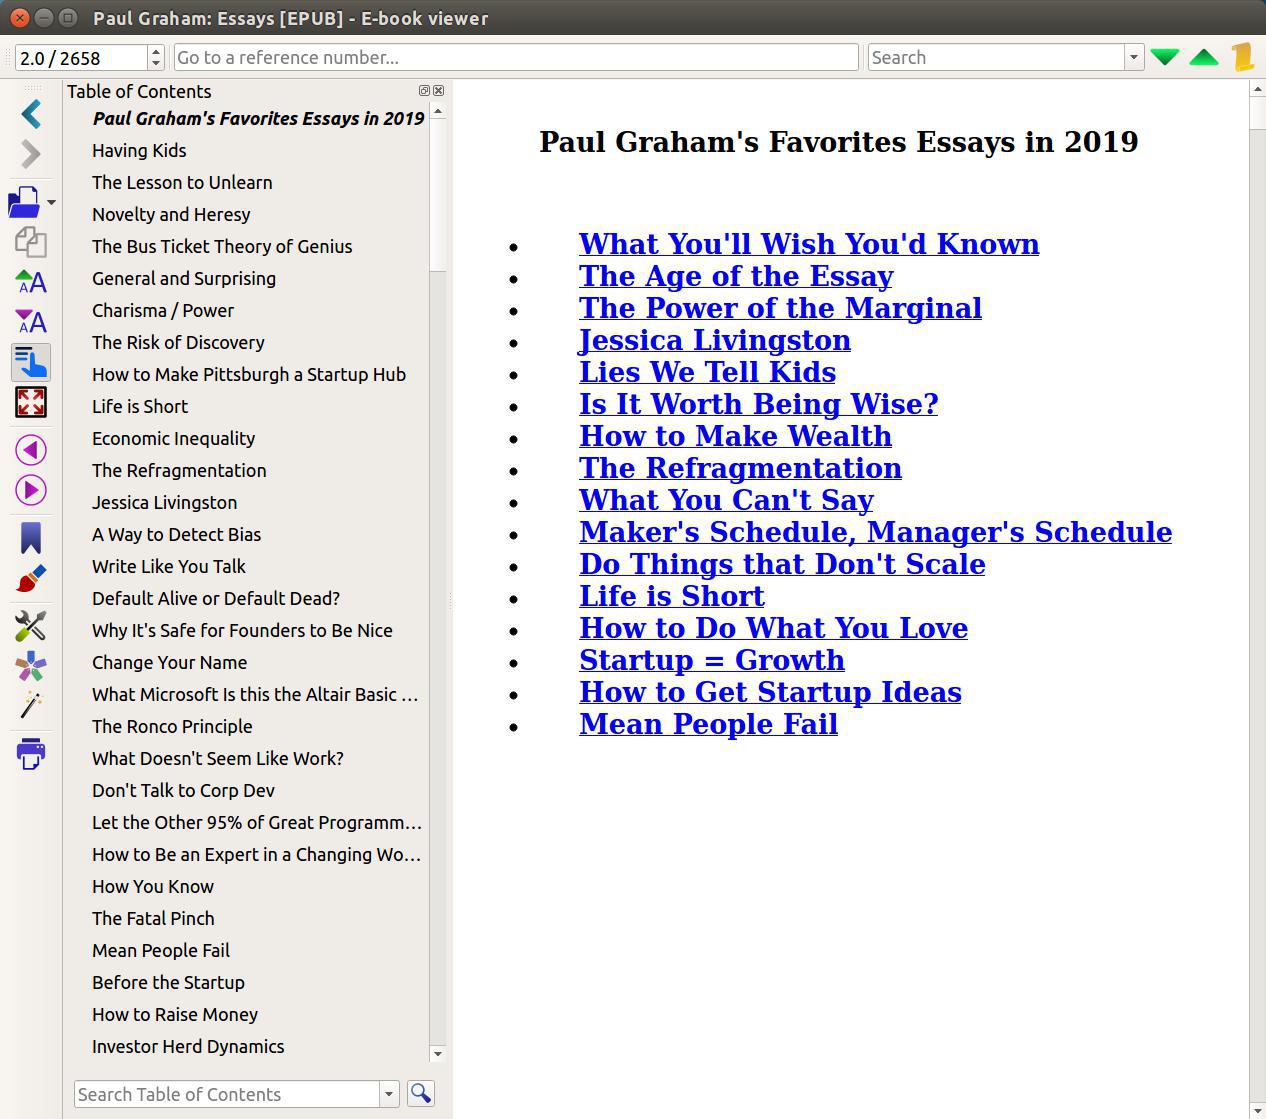 Paul Graham: Essays [EPUB] - E-book viewer
2.0 / 2658
Go to a reference number...
Search
Table of Contents
Paul Graham's Favorites Essays in 2019
Having Kids
The Lesson to Unlearn
Novelty and Heresy
The Bus Ticket Theory of Genius
General and Surprising
Charisma / Power
The Risk of Discovery
How to Make Pittsburgh a Startup Hub
Life is Short
Economic Inequality
The Refragmentation
Jessica Livingston
A Way to Detect Bias
Write Like You Talk
Default Alive or Default Dead?
Why It's Safe for Founders to Be Nice
Change Your Name
What Microsoft Is this the Altair Basic ...
The Ronco Principle
What Doesn't Seem Like Work?
Don't Talk to Corp Dev
Let the Other 95% of Great Programm...
How to Be an Expert in a Changing Wo...
How You Know
The Fatal Pinch
Mean People Fail
Before the Startup
How to Raise Money
Investor Herd Dynamics
Search Table of Contents
Paul Graham's Favorites Essays in 2019
What You'll Wish You'd Known
The Age of the Essay
The Power of the Marginal
Jessica Livingston
Lies We Tell Kids
Is It Worth Being Wise?
How to Make Wealth
The Refragmentation
What You Can't Say
Maker's Schedule, Manager's Schedule
Do Things that Don't Scale
Life is Short
How to Do What You Love
Startup = Growth
How to Get Startup Ideas
Mean People Fail